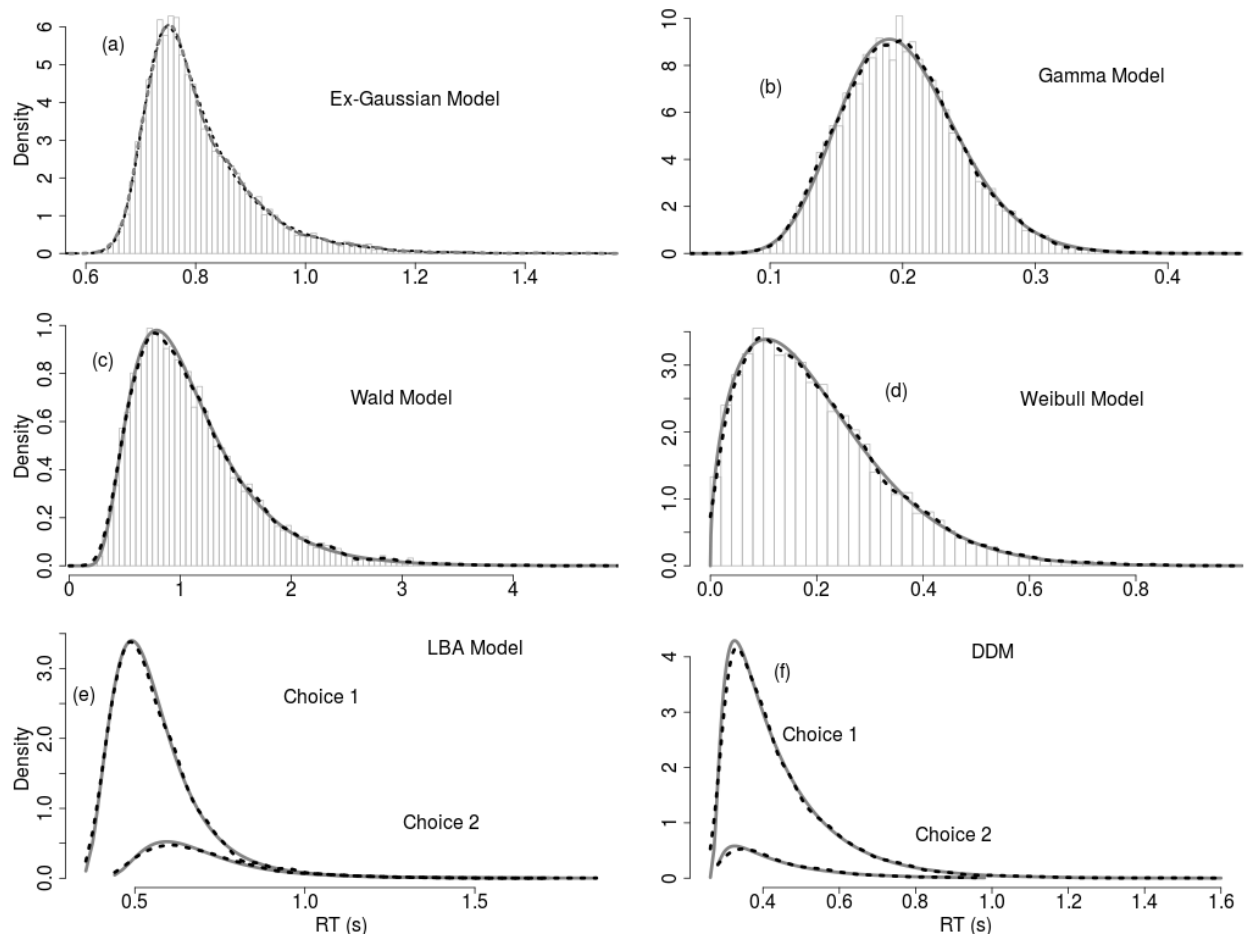 (a)
Ex-Gaussian Model
Density
0 1 2 3 4 5 6
0.6 0.8 1.0 1.2 1.4
(b)
Gamma Model
0 2 4 6 8 10
0.1 0.2 0.3 0.4
(c)
Wald Model
Density
0.0 0.2 0.4 0.6 0.8 1.0
0 1 2 3 4
(d)
Weibull Model
0.0 1.0 2.0 3.0
0.0 0.2 0.4 0.6 0.8
(e)
LBA Model
Choice 1
Choice 2
Density
0.0 1.0 2.0 3.0
0.5 1.0 1.5
RT (s)
(f)
DDM
Choice 1
Choice 2
0 1 2 3 4
0.4 0.6 0.8 1.0 1.2 1.4 1.6
RT (s)